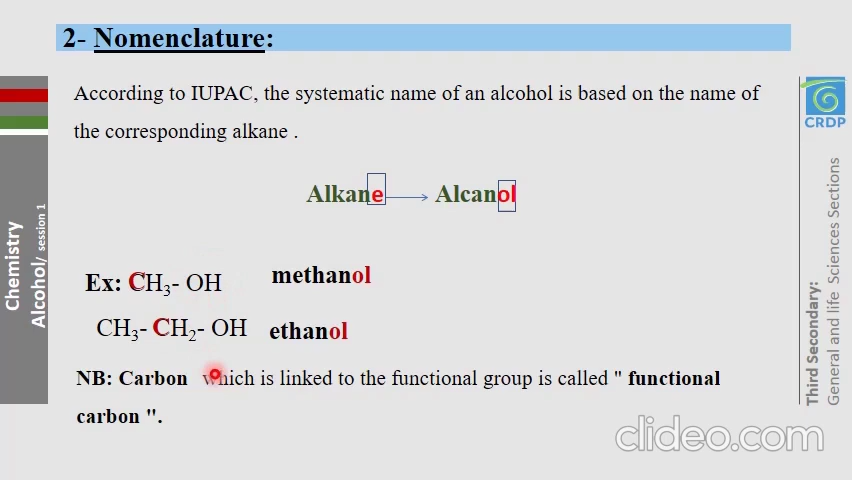 2- Nomenclature:
According to IUPAC, the systematic name of an alcohol is based on the name of
the corresponding alkane .
Alkane → Alcanol
Ex: CH₃- OH methanol
CH₃- CH₂- OH ethanol
NB: Carbon which is linked to the functional group is called " functional
carbon ".
Chemistry
Alcohol/ session 1
CRDP
Third Secondary:
General and life Sciences Sections
clideo.com